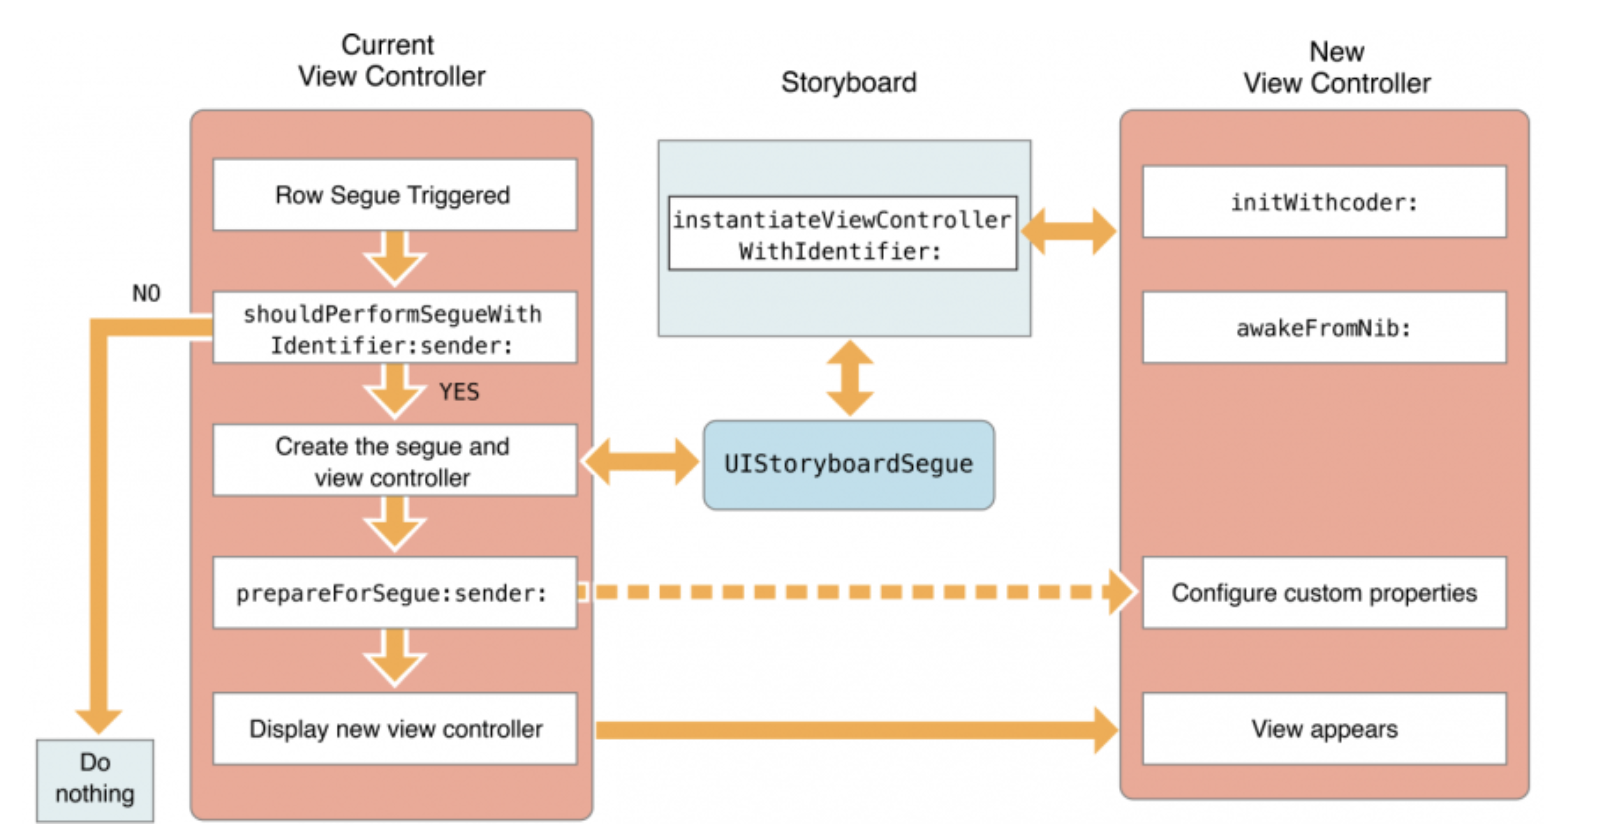 Current
View Controller
Storyboard
New
View Controller
Row Segue Triggered
instantiateViewController
WithIdentifier:
initWithcoder:
NO
shouldPerformSegueWith
Identifier:sender:
awakeFromNib:
YES
Create the segue and
view controller
UIStoryboardSegue
prepareForSegue:sender:
Configure custom properties
Display new view controller
View appears
Do
nothing